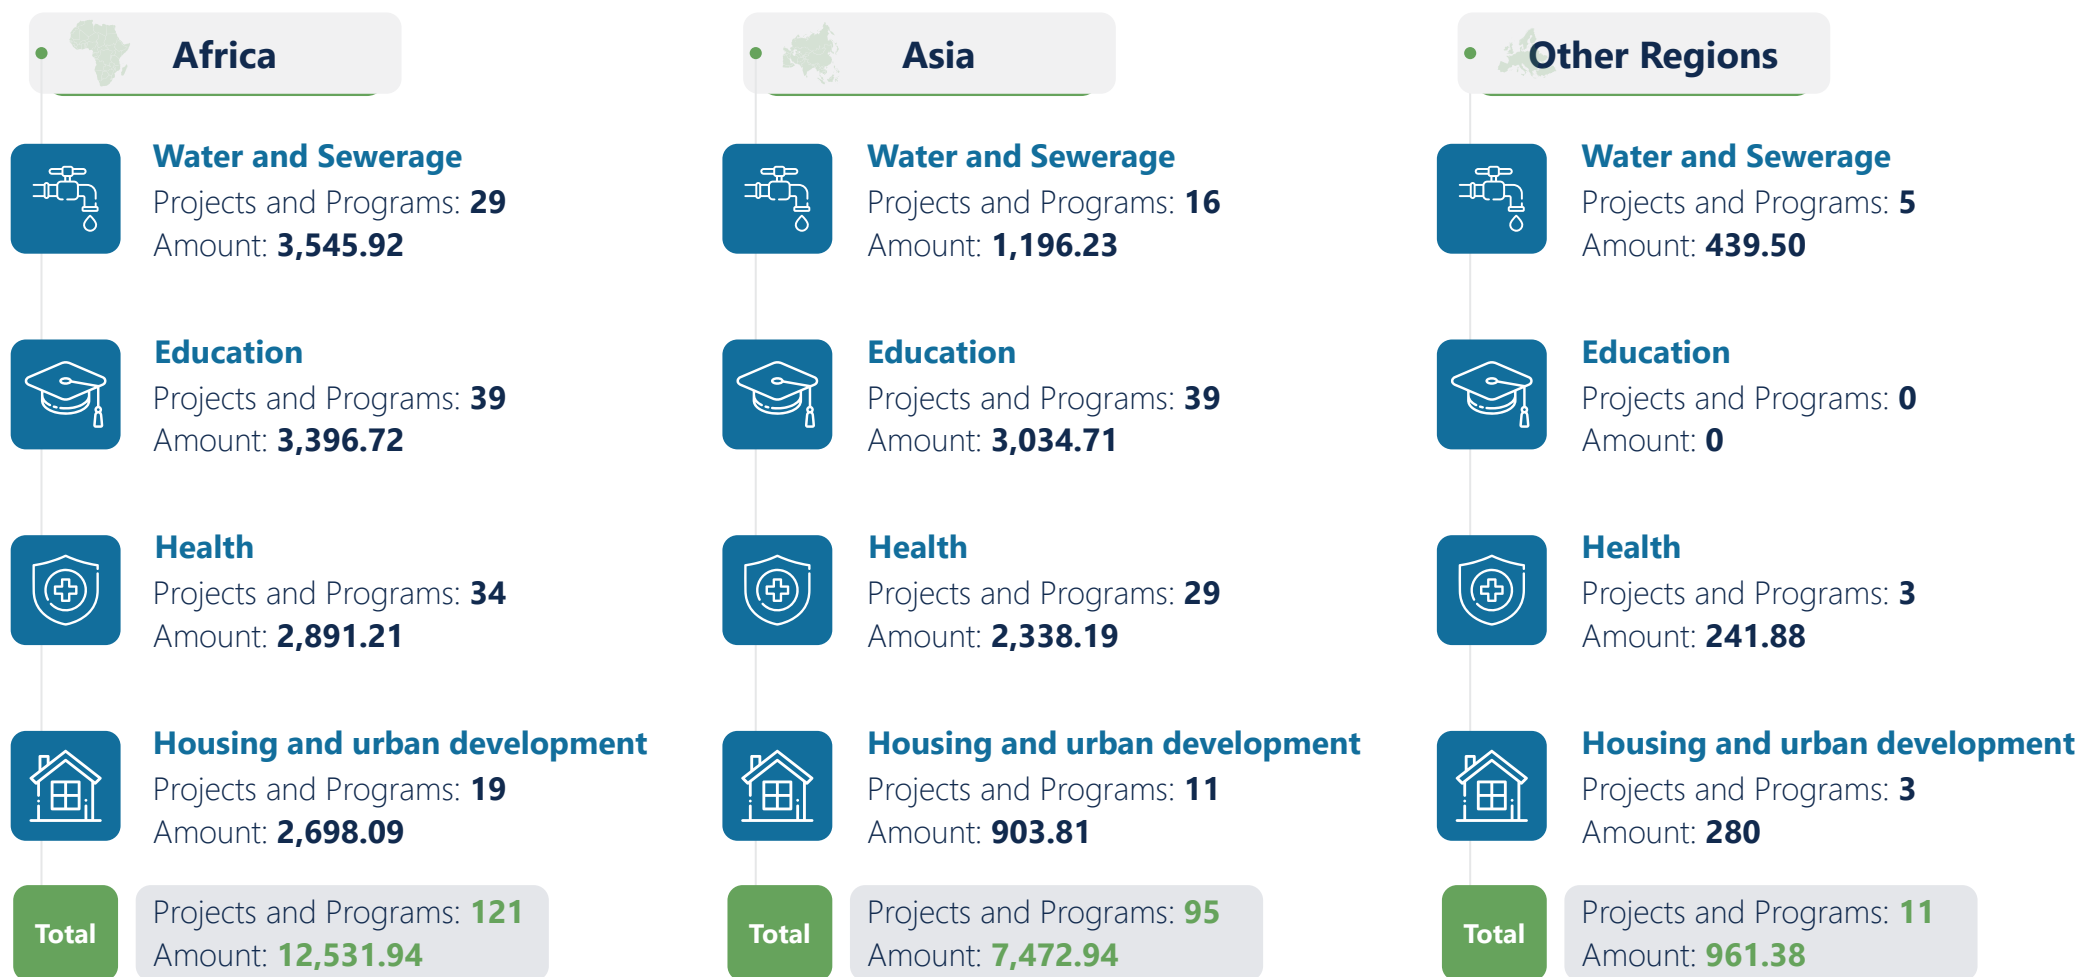 Africa
Water and Sewerage
Projects and Programs: 29
Amount: 3,545.92
Education
Projects and Programs: 39
Amount: 3,396.72
Health
Projects and Programs: 34
Amount: 2,891.21
Housing and urban development
Projects and Programs: 19
Amount: 2,698.09
Total
Projects and Programs: 121
Amount: 12,531.94
Asia
Water and Sewerage
Projects and Programs: 16
Amount: 1,196.23
Education
Projects and Programs: 39
Amount: 3,034.71
Health
Projects and Programs: 29
Amount: 2,338.19
Housing and urban development
Projects and Programs: 11
Amount: 903.81
Total
Projects and Programs: 95
Amount: 7,472.94
Other Regions
Water and Sewerage
Projects and Programs: 5
Amount: 439.50
Education
Projects and Programs: 0
Amount: 0
Health
Projects and Programs: 3
Amount: 241.88
Housing and urban development
Projects and Programs: 3
Amount: 280
Total
Projects and Programs: 11
Amount: 961.38